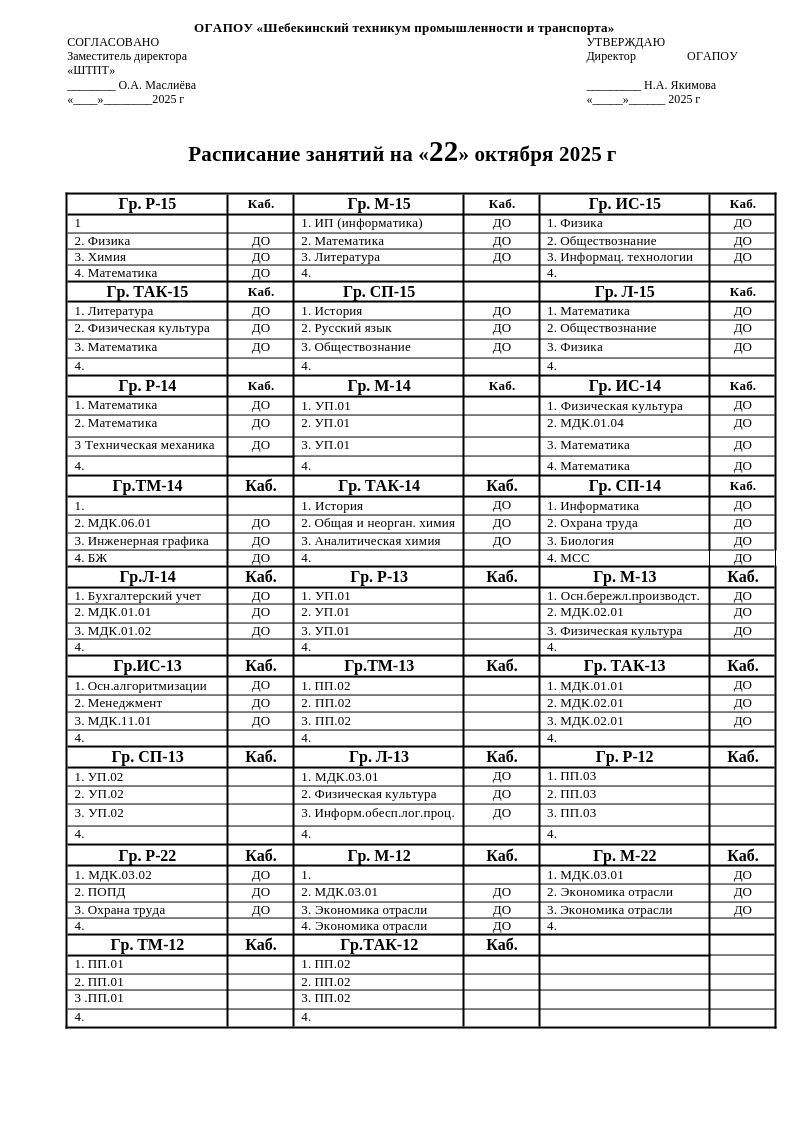 ОГАПОУ «Шебекинский техникум промышленности и транспорта»
СОГЛАСОВАНО УТВЕРЖДАЮ
Заместитель директора Директор ОГАПОУ
«ШТПТ»
________ О.А. Маслиёва _________ Н.А. Якимова
«____»________2025 г «_____»______ 2025 г
Расписание занятий на «22» октября 2025 г
Гр. Р-15 Каб. Гр. М-15 Каб. Гр. ИС-15 Каб.
1 1. ИП (информатика) ДО 1. Физика ДО
2. Физика ДО 2. Математика ДО 2. Обществознание ДО
3. Химия ДО 3. Литература ДО 3. Информац. технологии ДО
4. Математика ДО 4. 4.
Гр. ТАК-15 Каб. Гр. СП-15 Гр. Л-15 Каб.
1. Литература ДО 1. История ДО 1. Математика ДО
2. Физическая культура ДО 2. Русский язык ДО 2. Обществознание ДО
3. Математика ДО 3. Обществознание ДО 3. Физика ДО
4. 4. 4.
Гр. Р-14 Каб. Гр. М-14 Каб. Гр. ИС-14 Каб.
1. Математика ДО 1. УП.01 1. Физическая культура ДО
2. Математика ДО 2. УП.01 2. МДК.01.04 ДО
3 Техническая механика ДО 3. УП.01 3. Математика ДО
4. 4. 4. Математика ДО
Гр.ТМ-14 Каб. Гр. ТАК-14 Каб. Гр. СП-14 Каб.
1. 1. История ДО 1. Информатика ДО
2. МДК.06.01 ДО 2. Общая и неорган. химия ДО 2. Охрана труда ДО
3. Инженерная графика ДО 3. Аналитическая химия ДО 3. Биология ДО
4. БЖ ДО 4. 4. МСС ДО
Гр.Л-14 Каб. Гр. Р-13 Каб. Гр. М-13 Каб.
1. Бухгалтерский учет ДО 1. УП.01 1. Осн.бережл.производст. ДО
2. МДК.01.01 ДО 2. УП.01 2. МДК.02.01 ДО
3. МДК.01.02 ДО 3. УП.01 3. Физическая культура ДО
4. 4. 4.
Гр.ИС-13 Каб. Гр.ТМ-13 Каб. Гр. ТАК-13 Каб.
1. Осн.алгоритмизации ДО 1. ПП.02 1. МДК.01.01 ДО
2. Менеджмент ДО 2. ПП.02 2. МДК.02.01 ДО
3. МДК.11.01 ДО 3. ПП.02 3. МДК.02.01 ДО
4. 4. 4.
Гр. СП-13 Каб. Гр. Л-13 Каб. Гр. Р-12 Каб.
1. УП.02 1. МДК.03.01 ДО 1. ПП.03
2. УП.02 2. Физическая культура ДО 2. ПП.03
3. УП.02 3. Информ.обесп.лог.проц. ДО 3. ПП.03
4. 4. 4.
Гр. Р-22 Каб. Гр. М-12 Каб. Гр. М-22 Каб.
1. МДК.03.02 ДО 1. 1. МДК.03.01 ДО
2. ПОПД ДО 2. МДК.03.01 ДО 2. Экономика отрасли ДО
3. Охрана труда ДО 3. Экономика отрасли ДО 3. Экономика отрасли ДО
4. 4. Экономика отрасли ДО 4.
Гр. ТМ-12 Каб. Гр.ТАК-12 Каб.
1. ПП.01 1. ПП.02
2. ПП.01 2. ПП.02
3 .ПП.01 3. ПП.02
4. 4.